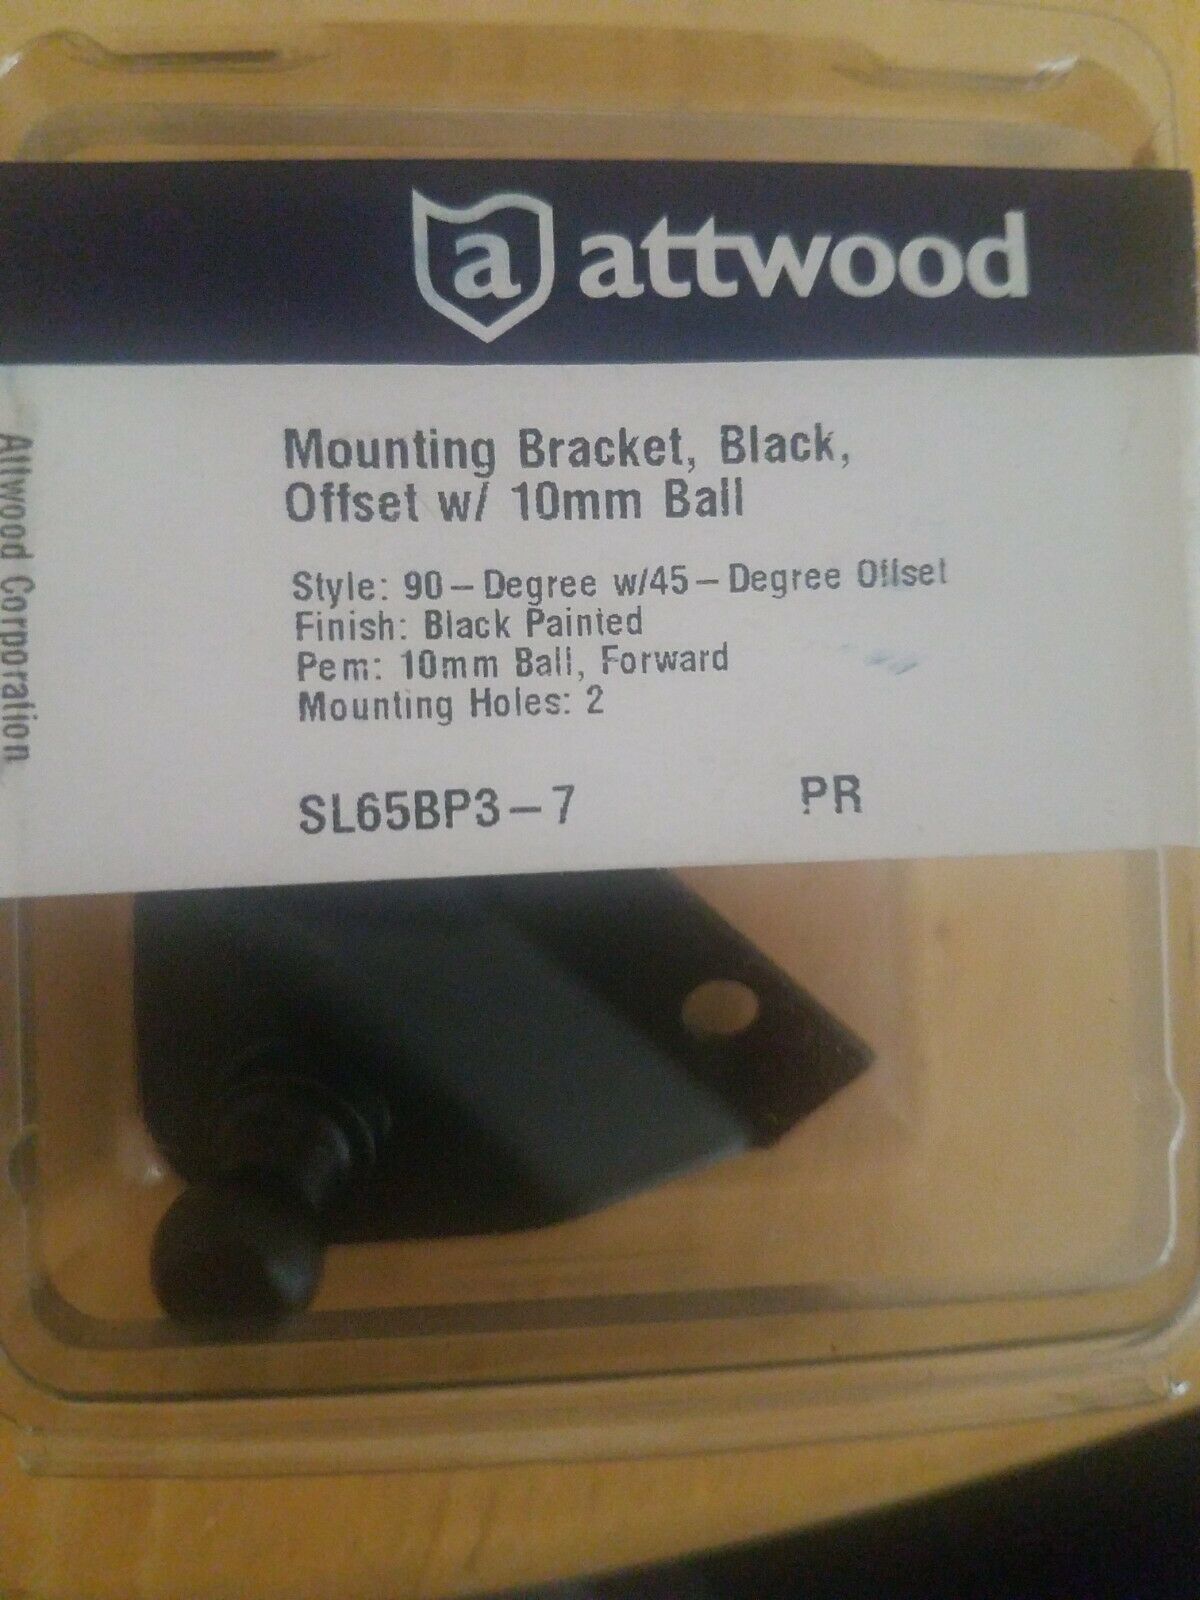 a attwood
Mounting Bracket, Black,
Offset w/ 10mm Ball
Style: 90-Degree w/45-Degree Offset
Finish: Black Painted
Pem: 10mm Ball, Forward
Mounting Holes: 2
SL65BP3-7 PR
Attwood Corporation